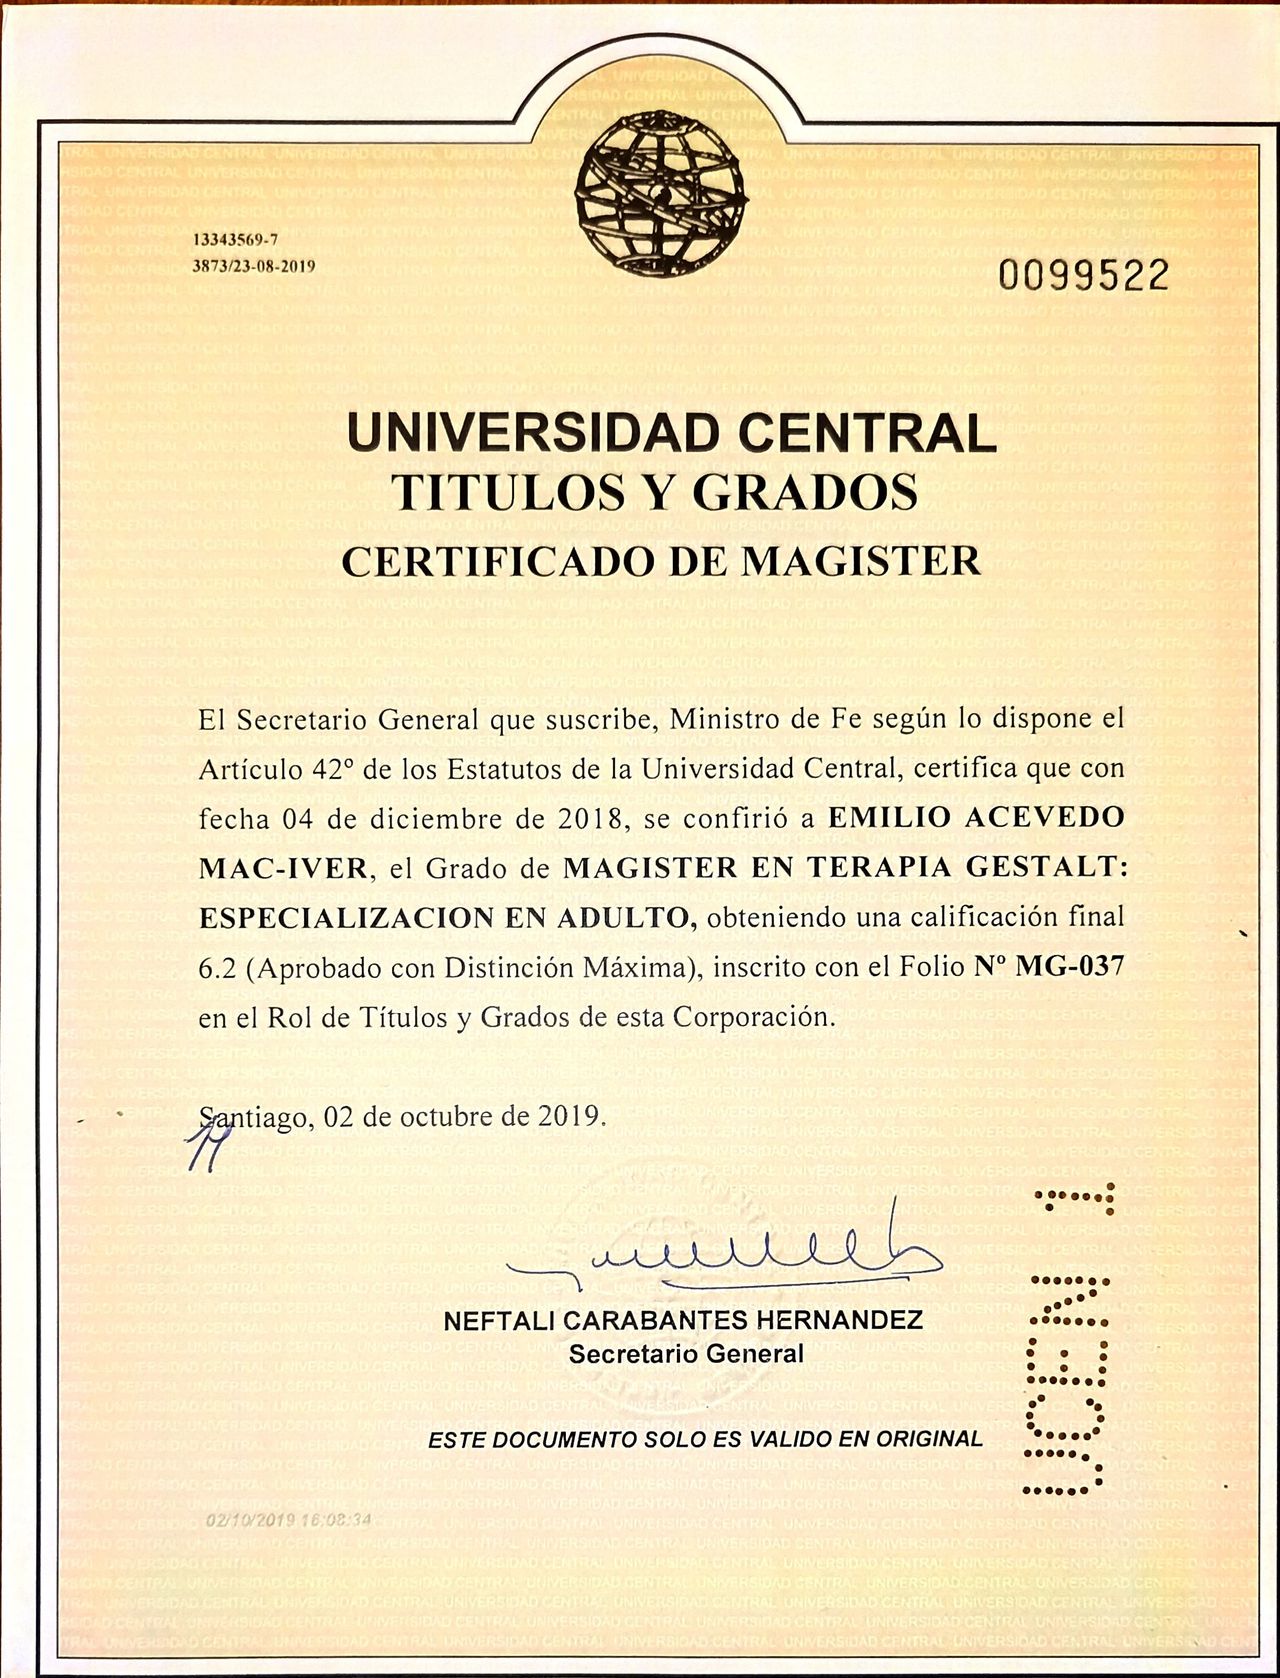 13343569-7
3873/23-08-2019
0099522
UNIVERSIDAD CENTRAL
TITULOS Y GRADOS
CERTIFICADO DE MAGISTER
El Secretario General que suscribe, Ministro de Fe según lo dispone el
Artículo 42º de los Estatutos de la Universidad Central, certifica que con
fecha 04 de diciembre de 2018, se confirió a EMILIO ACEVEDO
MAC-IVER, el Grado de MAGISTER EN TERAPIA GESTALT:
ESPECIALIZACION EN ADULTO, obteniendo una calificación final
6.2 (Aprobado con Distinción Máxima), inscrito con el Folio Nº MG-037
en el Rol de Títulos y Grados de esta Corporación.
Santiago, 02 de octubre de 2019.
NEFTALI CARABANTES HERNANDEZ
Secretario General
ESTE DOCUMENTO SOLO ES VALIDO EN ORIGINAL
02/10/2019 16:08:34